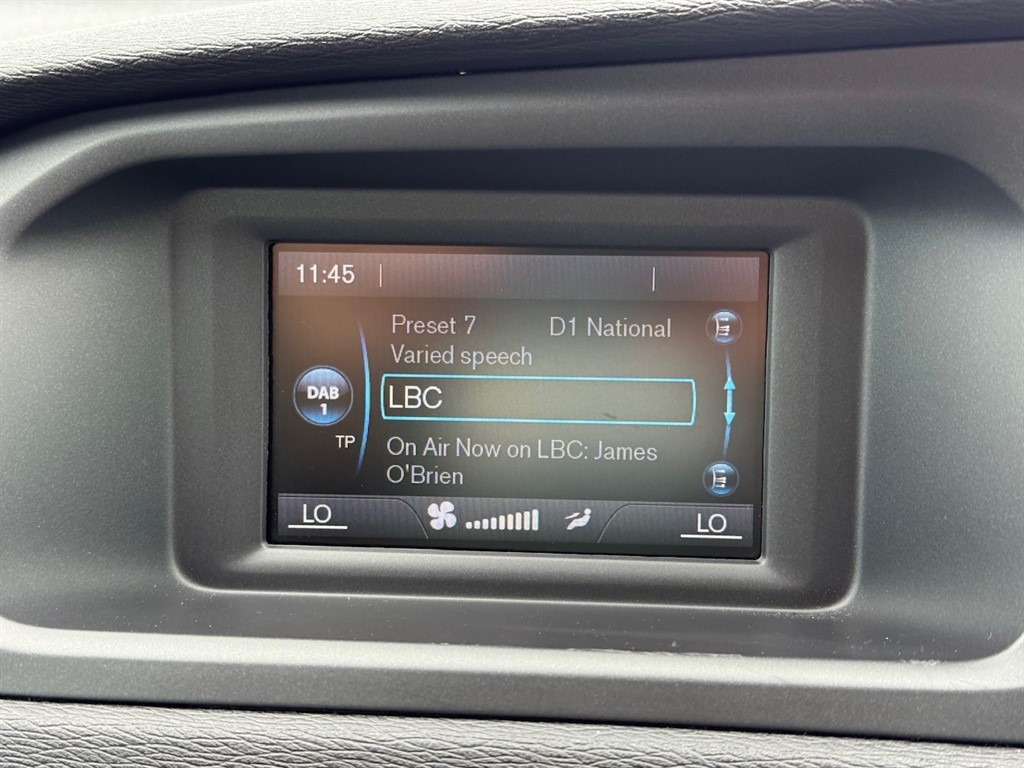 11:45
Preset 7 D1 National
Varied speech
DAB
1
LBC
TP
On Air Now on LBC: James
O'Brien
LO LO